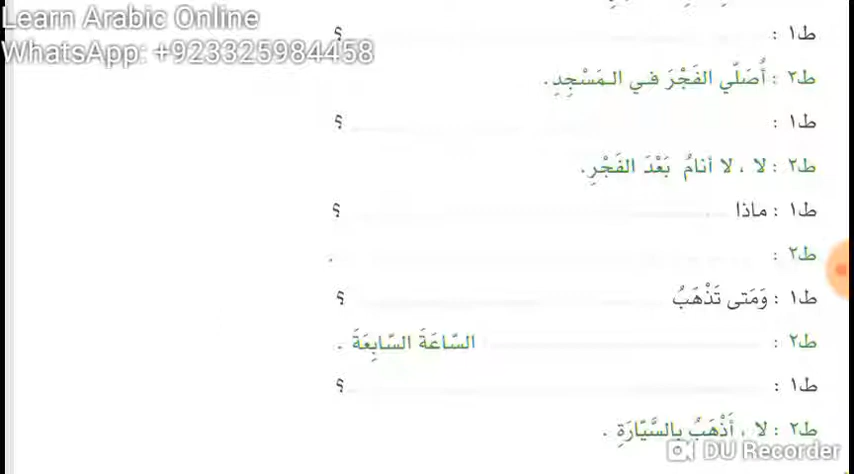 Learn Arabic Online
WhatsApp: +923325984458
ط١ : ؟
ط٢ : أُصَلّي الفَجْرَ في المَسْجِدِ.
ط١ : ؟
ط٢ : لا ، لا أنامُ بَعْدَ الفَجْرِ.
ط١ : ماذا ؟
ط٢ : .
ط١ : وَمَتى تَذْهَبُ ؟
ط٢ : السّاعَةَ السّابِعَةَ .
ط١ : ؟
ط٢ : لا ، أَذْهَبُ بِالسَّيّارَةِ .
DU Recorder